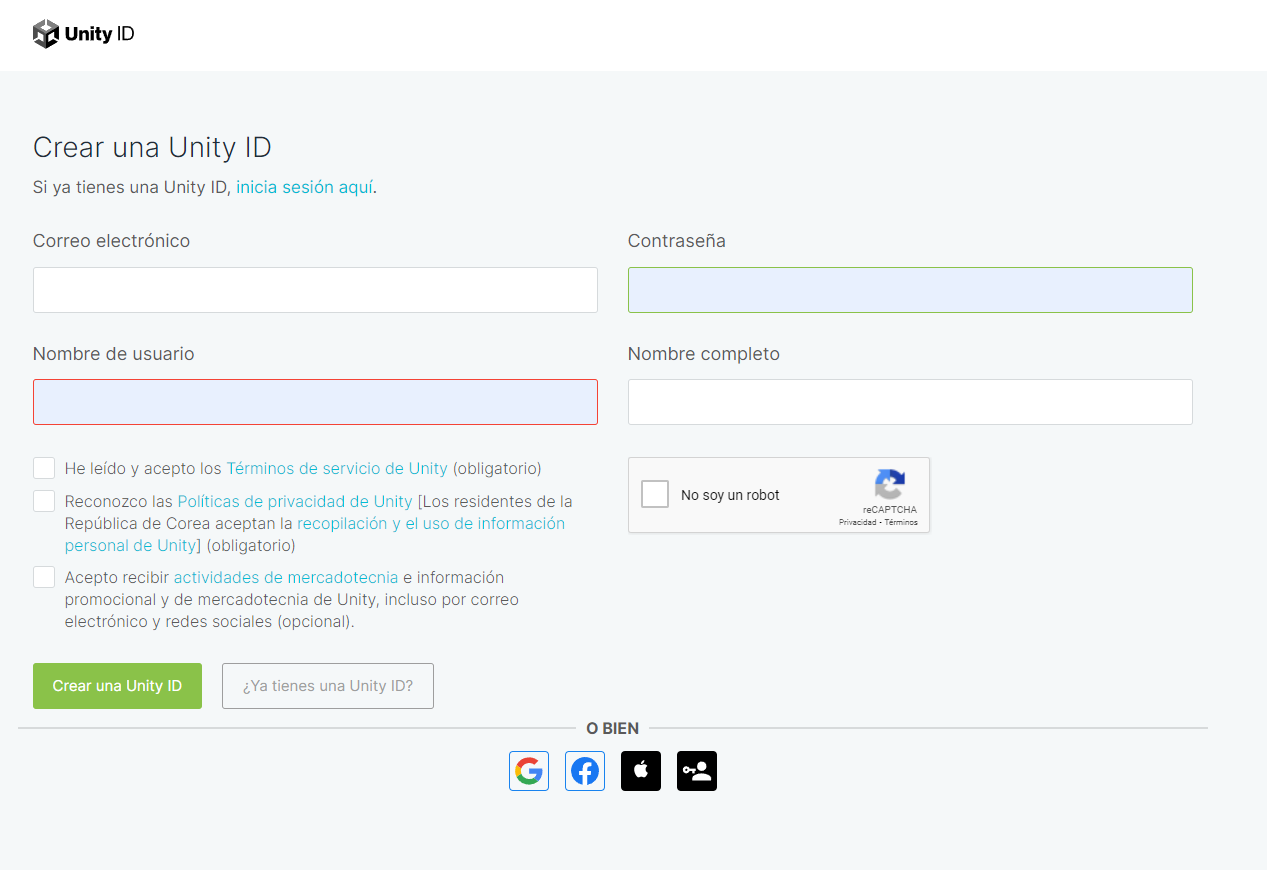 Unity ID
Crear una Unity ID
Si ya tienes una Unity ID, inicia sesión aquí.
Correo electrónico
Contraseña
Nombre de usuario
Nombre completo
He leído y acepto los Términos de servicio de Unity (obligatorio)
Reconozco las Políticas de privacidad de Unity [Los residentes de la
República de Corea aceptan la recopilación y el uso de información
personal de Unity] (obligatorio)
Acepto recibir actividades de mercadotecnia e información
promocional y de mercadotecnia de Unity, incluso por correo
electrónico y redes sociales (opcional).
No soy un robot
reCAPTCHA
Privacidad - Términos
Crear una Unity ID
¿Ya tienes una Unity ID?
O BIEN